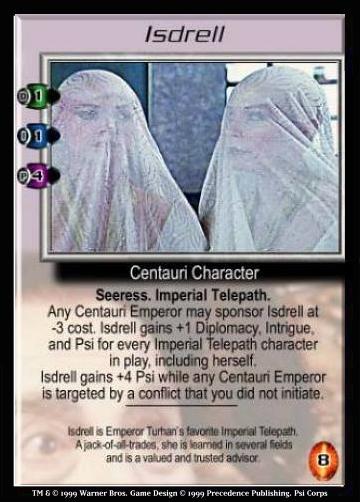 Isdrell
D 1
I 1
P 4
Centauri Character
Seeress. Imperial Telepath.
Any Centauri Emperor may sponsor Isdrell at
-3 cost. Isdrell gains +1 Diplomacy, Intrigue,
and Psi for every Imperial Telepath character
in play, including herself.
Isdrell gains +4 Psi while any Centauri Emperor
is targeted by a conflict that you did not initiate.
Isdrell is Emperor Turhan's favorite Imperial Telepath.
A jack-of-all-trades, she is learned in several fields
and is a valued and trusted advisor.
8
TM & © 1999 Warner Bros. Game Design © 1999 Precedence Publishing. Psi Corps